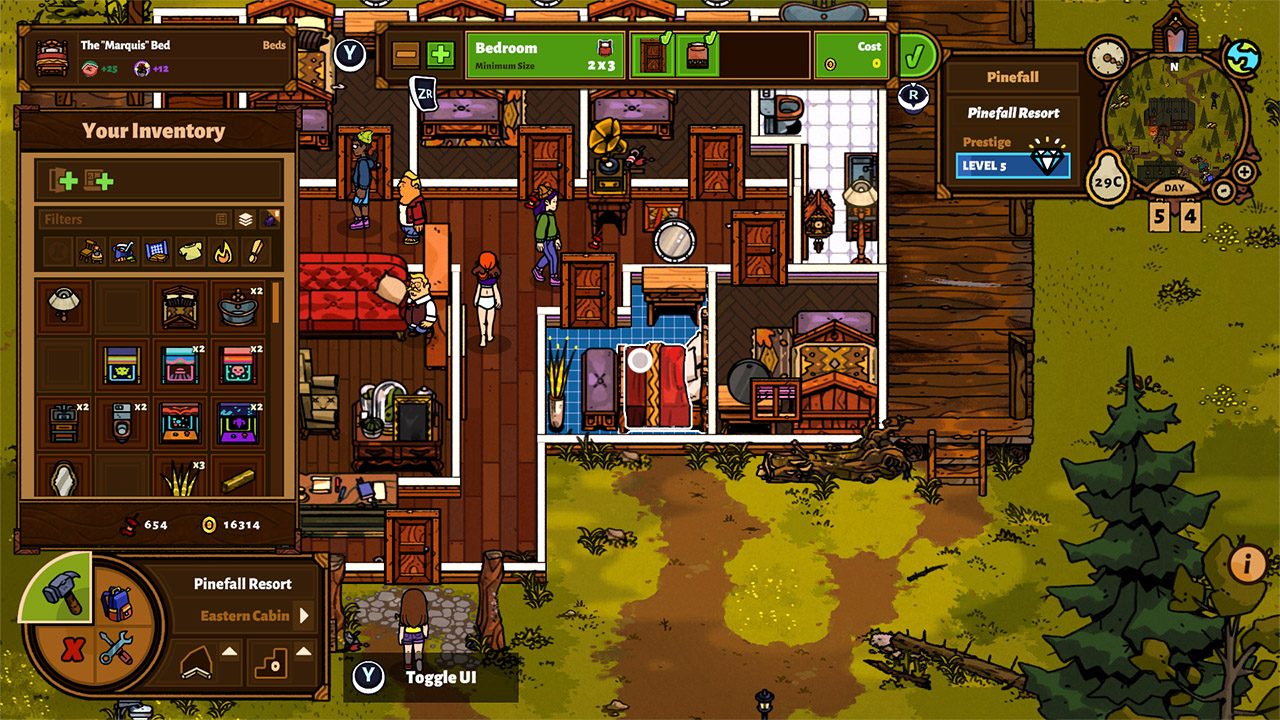 The "Marquis" Bed
Beds
+25
+12
Y
Bedroom
Minimum Size
2 x 3
Cost
0
ZR
R
Your Inventory
Filters
x2
x2
x2
x2
x2
x2
x3
654
16314
Pinefall
Pinefall Resort
Prestige
LEVEL 5
N
29C
DAY
5 4
Pinefall Resort
Eastern Cabin
X
Y
Toggle UI
i